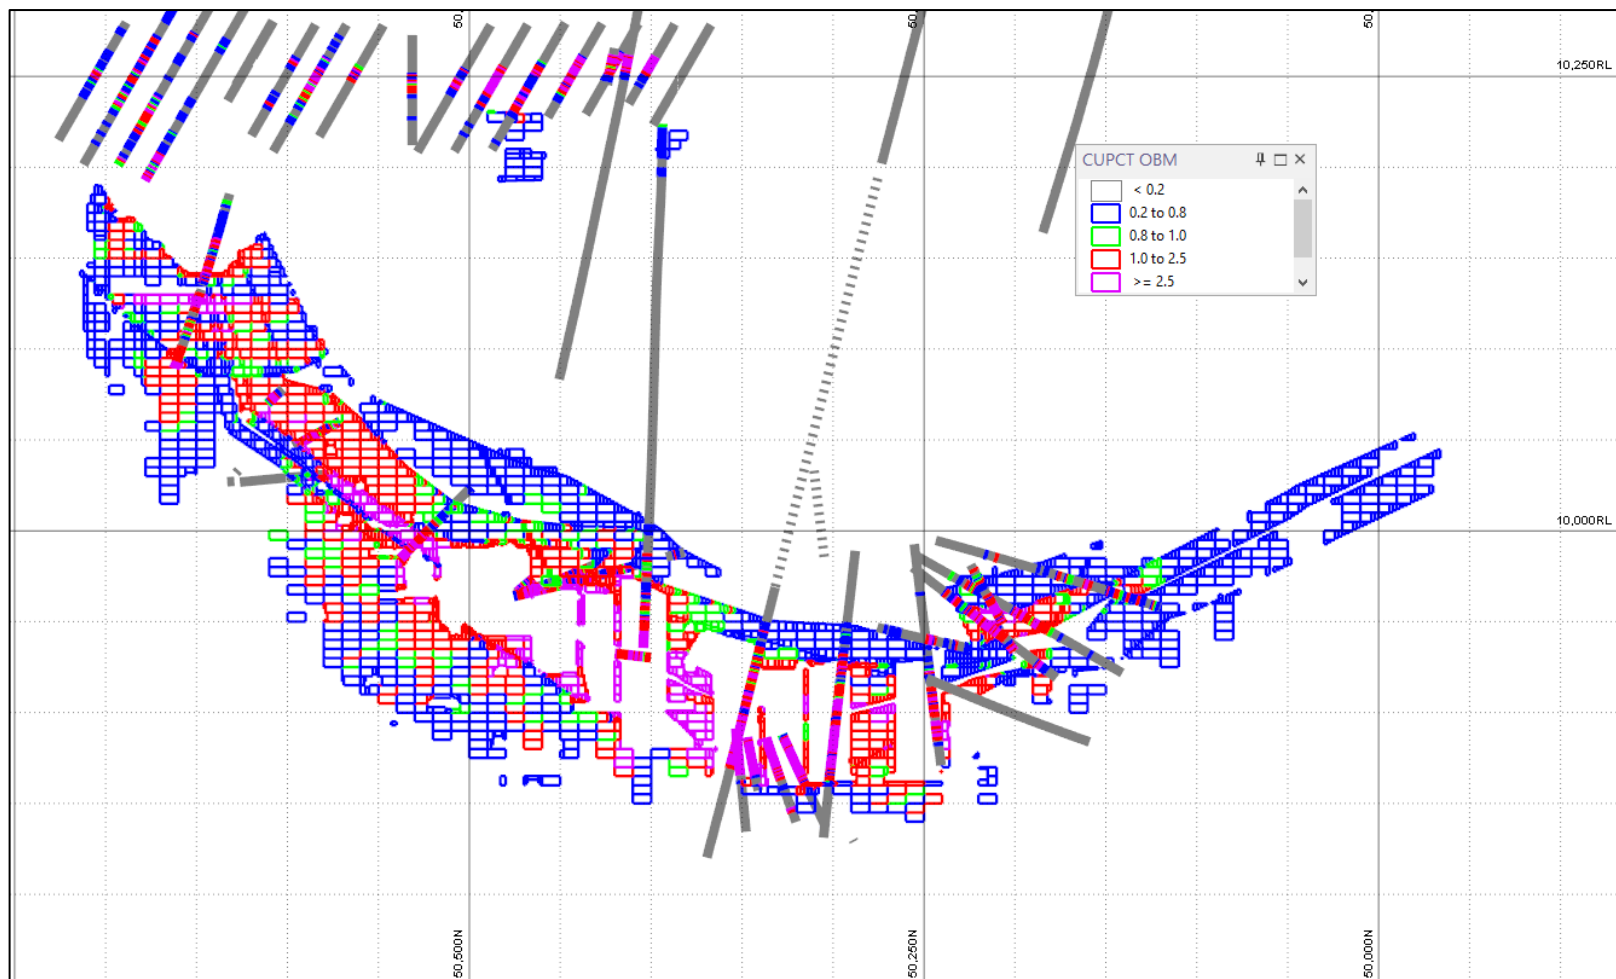 50,
50,
50,
10,250RL
CUPCT OBM
< 0.2
0.2 to 0.8
0.8 to 1.0
1.0 to 2.5
>= 2.5
10,000RL
50,500N
50,250N
50,000N